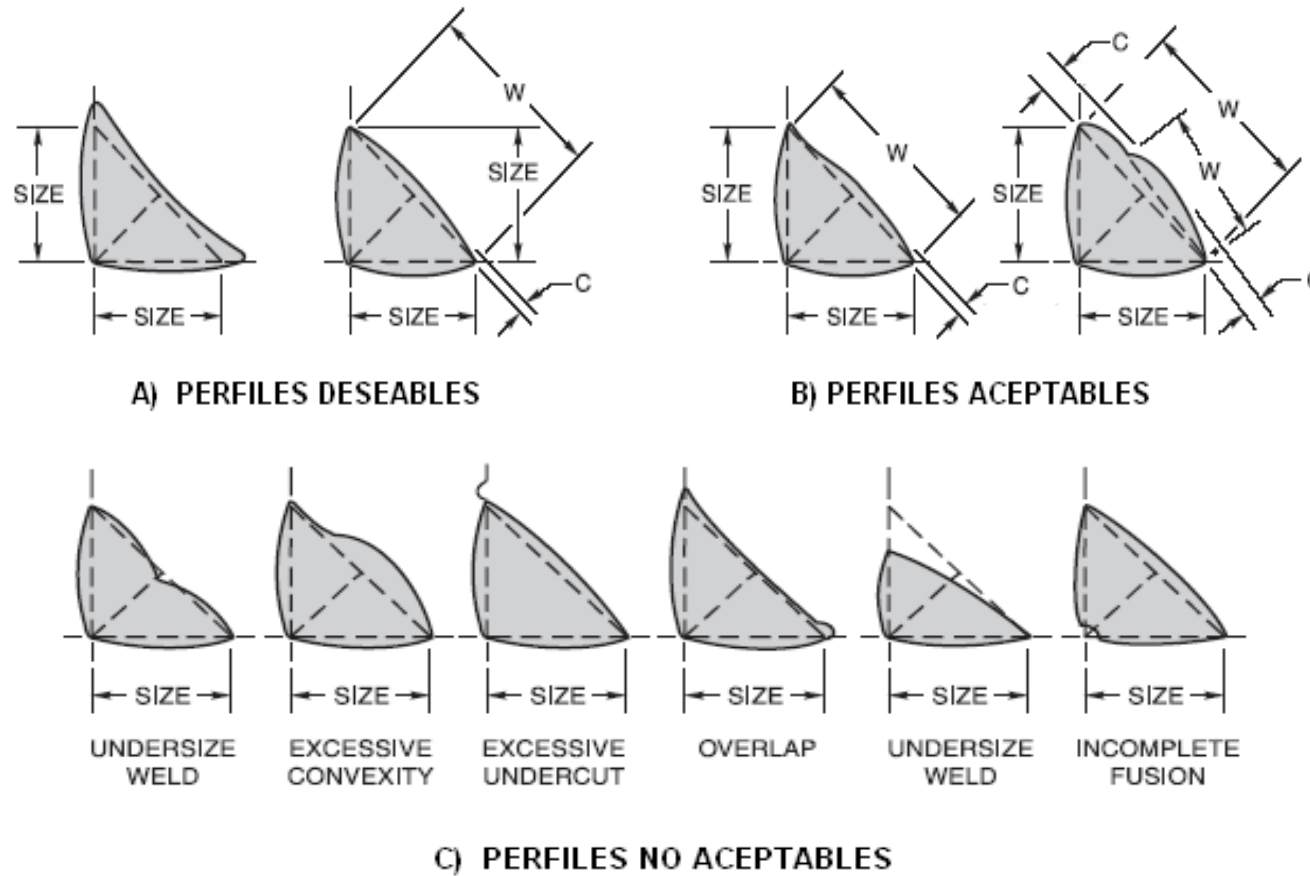 C
W
W
SIZE
SIZE
SIZE
W
SIZE
W
C
C
SIZE
SIZE
SIZE
SIZE
A) PERFILES DESEABLES
B) PERFILES ACEPTABLES
SIZE
SIZE
SIZE
SIZE
SIZE
SIZE
UNDERSIZE
WELD
EXCESSIVE
CONVEXITY
EXCESSIVE
UNDERCUT
OVERLAP
UNDERSIZE
WELD
INCOMPLETE
FUSION
C) PERFILES NO ACEPTABLES